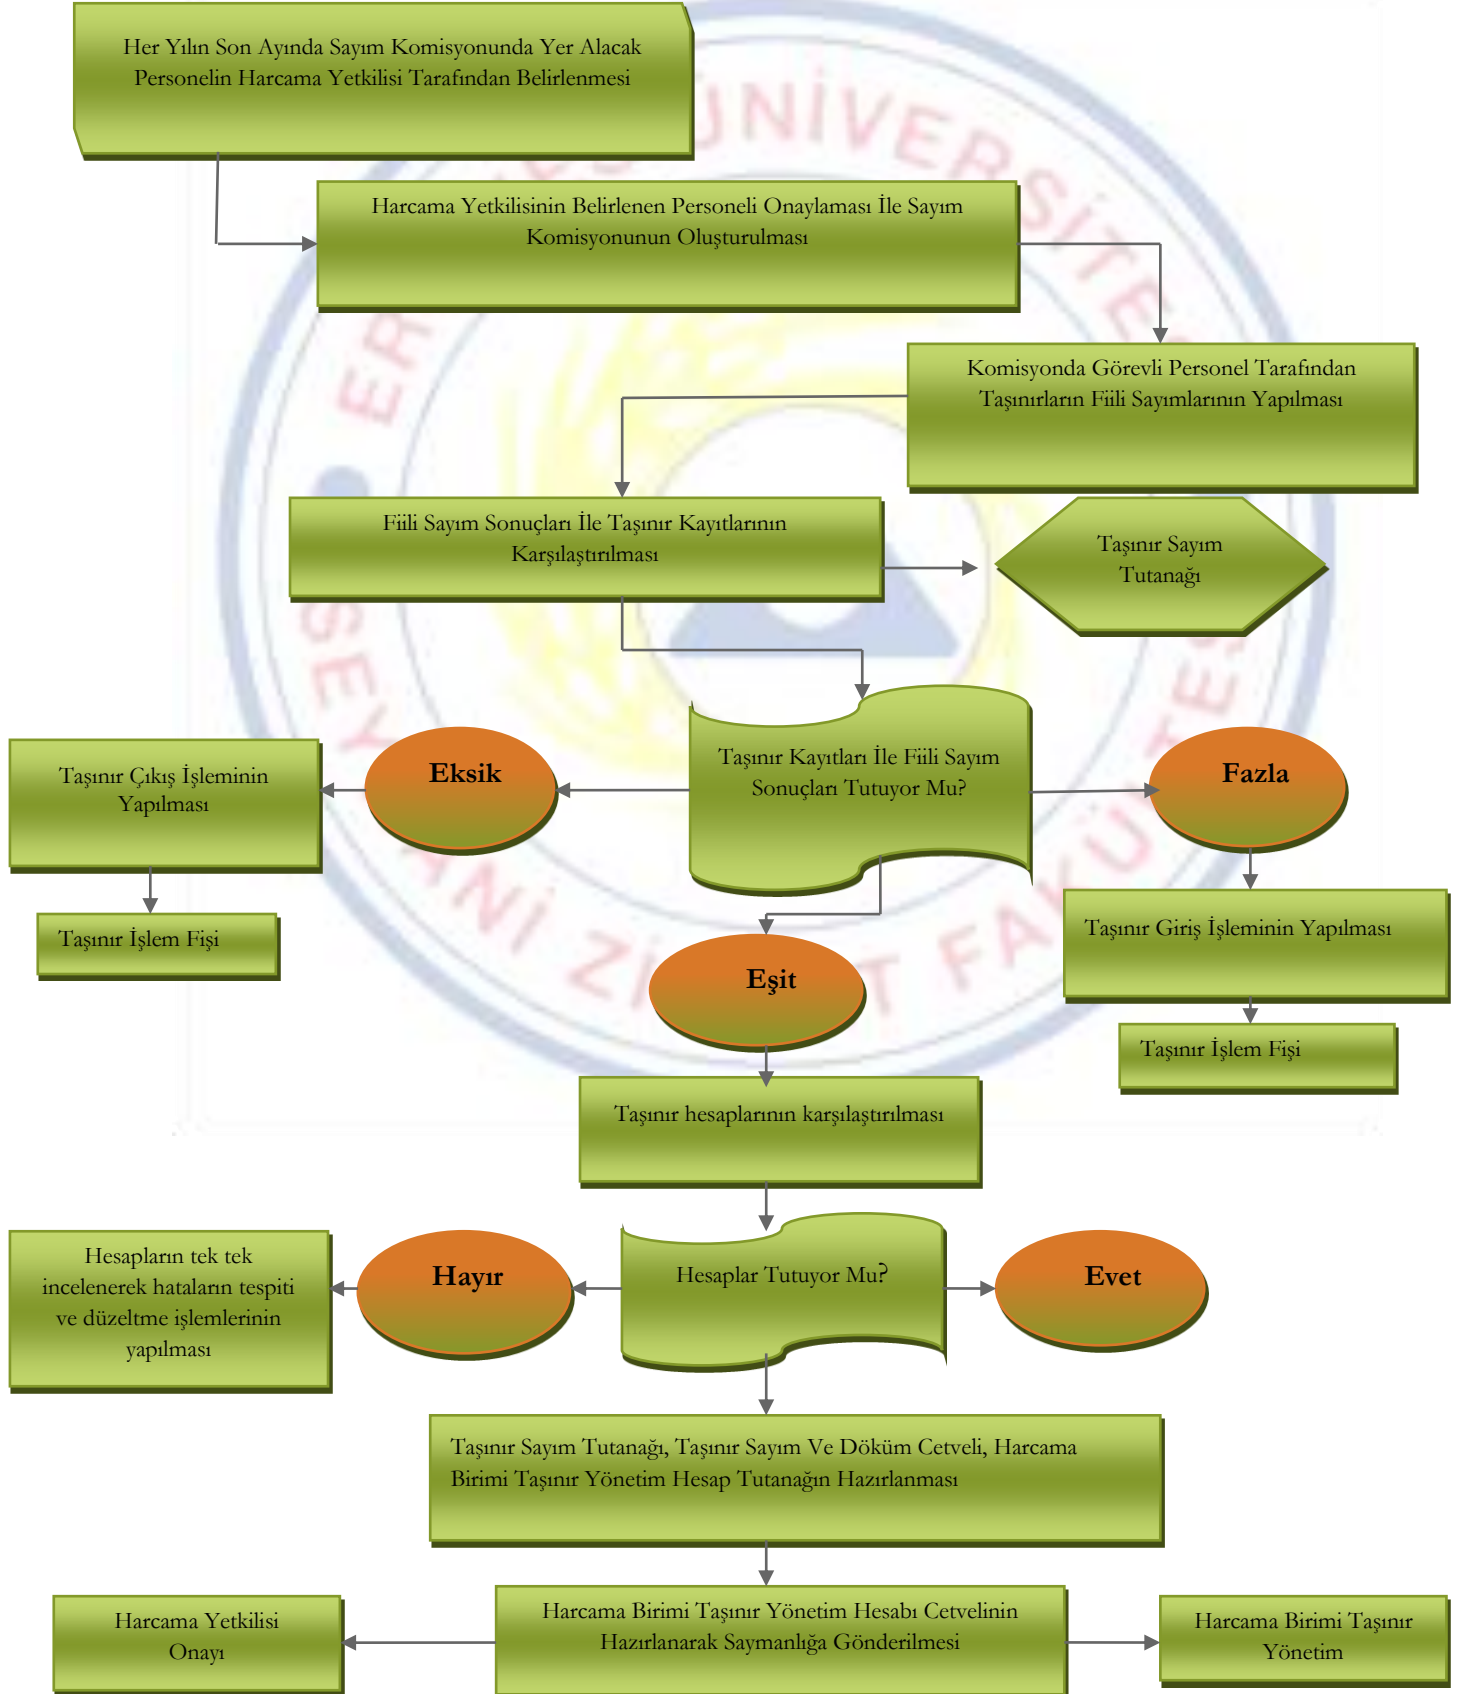 Her Yılın Son Ayında Sayım Komisyonunda Yer Alacak
Personelin Harcama Yetkilisi Tarafından Belirlenmesi
Harcama Yetkilisinin Belirlenen Personeli Onaylaması İle Sayım
Komisyonunun Oluşturulması
Komisyonda Görevli Personel Tarafından
Taşınırların Fiili Sayımlarının Yapılması
Fiili Sayım Sonuçları İle Taşınır Kayıtlarının
Karşılaştırılması
Taşınır Sayım
Tutanağı
Taşınır Kayıtları İle Fiili Sayım
Sonuçları Tutuyor Mu?
Eksik
Taşınır Çıkış İşleminin
Yapılması
Taşınır İşlem Fişi
Fazla
Taşınır Giriş İşleminin Yapılması
Taşınır İşlem Fişi
Eşit
Taşınır hesaplarının karşılaştırılması
Hesaplar Tutuyor Mu?
Hayır
Hesapların tek tek
incelenerek hataların tespiti
ve düzeltme işlemlerinin
yapılması
Evet
Taşınır Sayım Tutanağı, Taşınır Sayım Ve Döküm Cetveli, Harcama
Birimi Taşınır Yönetim Hesap Tutanağın Hazırlanması
Harcama Birimi Taşınır Yönetim Hesabı Cetvelinin
Hazırlanarak Saymanlığa Gönderilmesi
Harcama Yetkilisi
Onayı
Harcama Birimi Taşınır
Yönetim